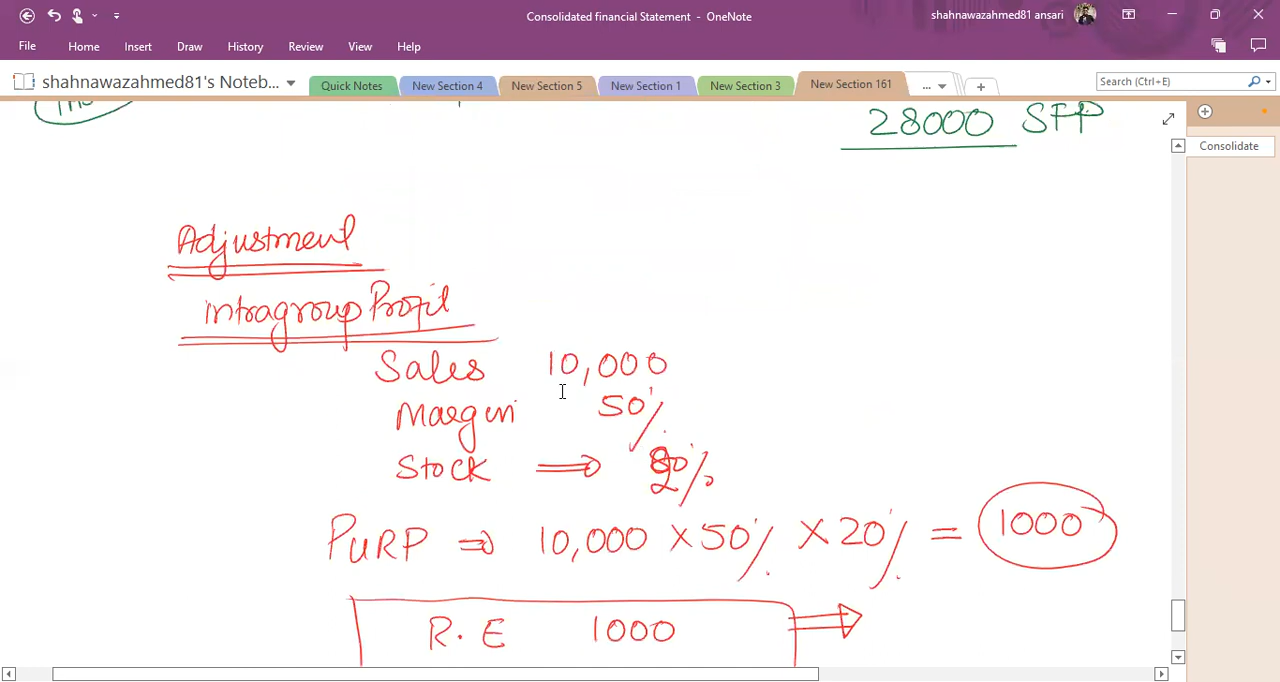 Consolidated financial Statement - OneNote
shahnawazahmed81 ansari
File Home Insert Draw History Review View Help
shahnawazahmed81's Noteb... Quick Notes New Section 4 New Section 5 New Section 1 New Section 3 New Section 161 ... Search (Ctrl+E)
28000 SFP
Consolidate
Adjustment
intragroup Profit
Sales 10,000
Margin 50%
Stock ⇒ 20%
PURP ⇒ 10,000 × 50% × 20% = 1000
R.E 1000